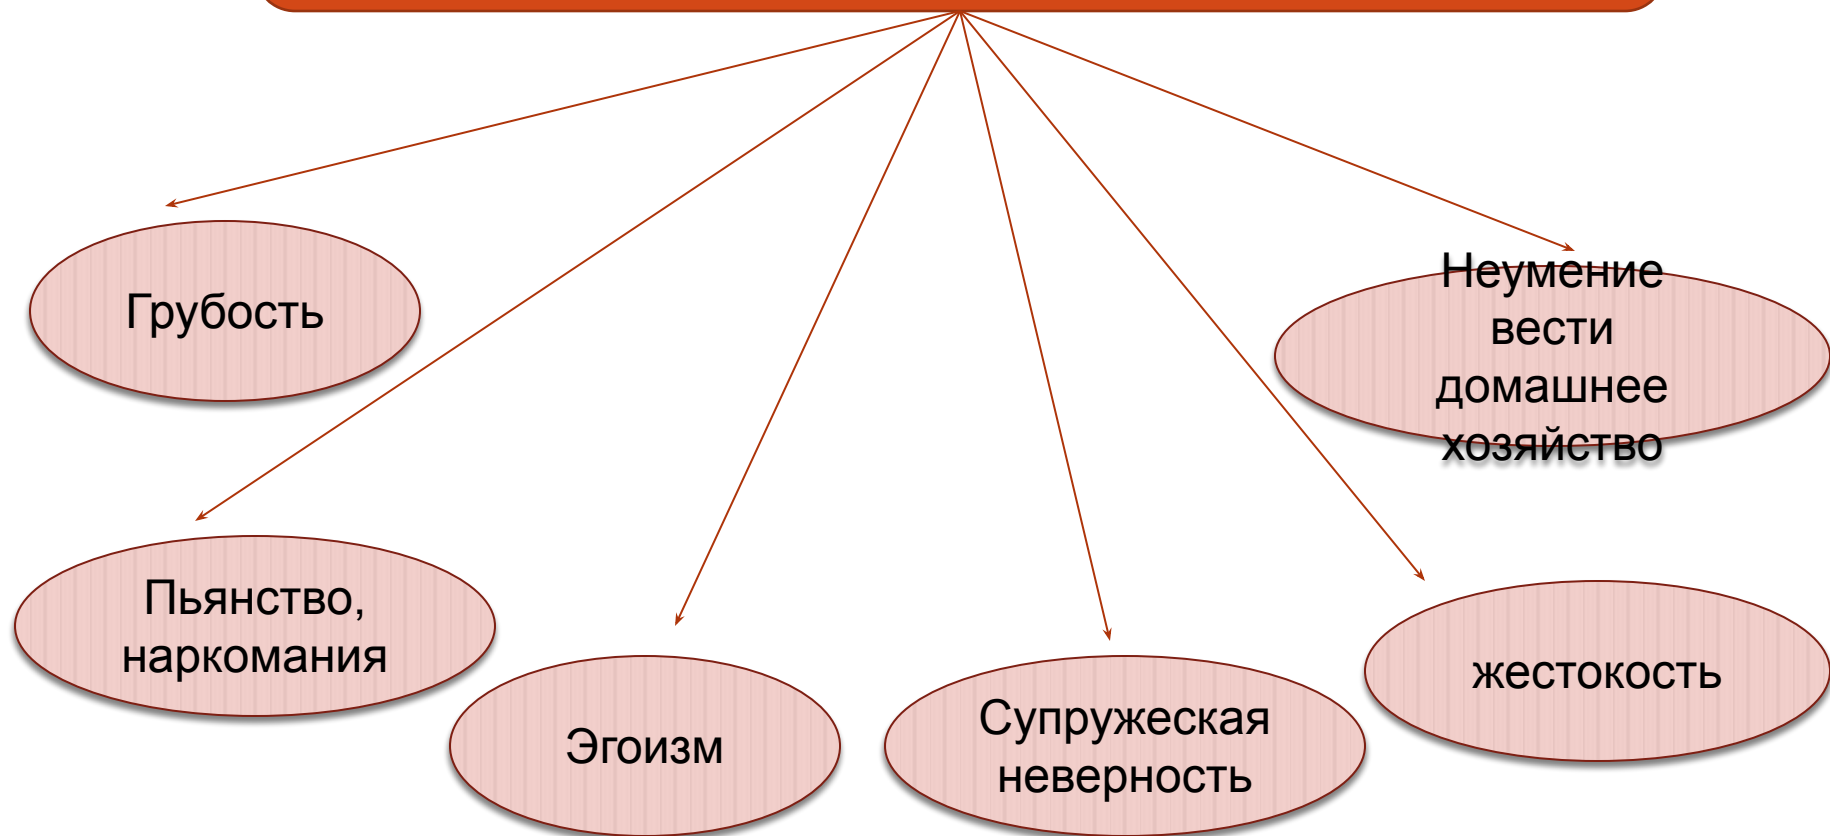 Грубость
Неумение
вести
домашнее
хозяйство
Пьянство,
наркомания
Эгоизм
Супружеская
неверность
жестокость